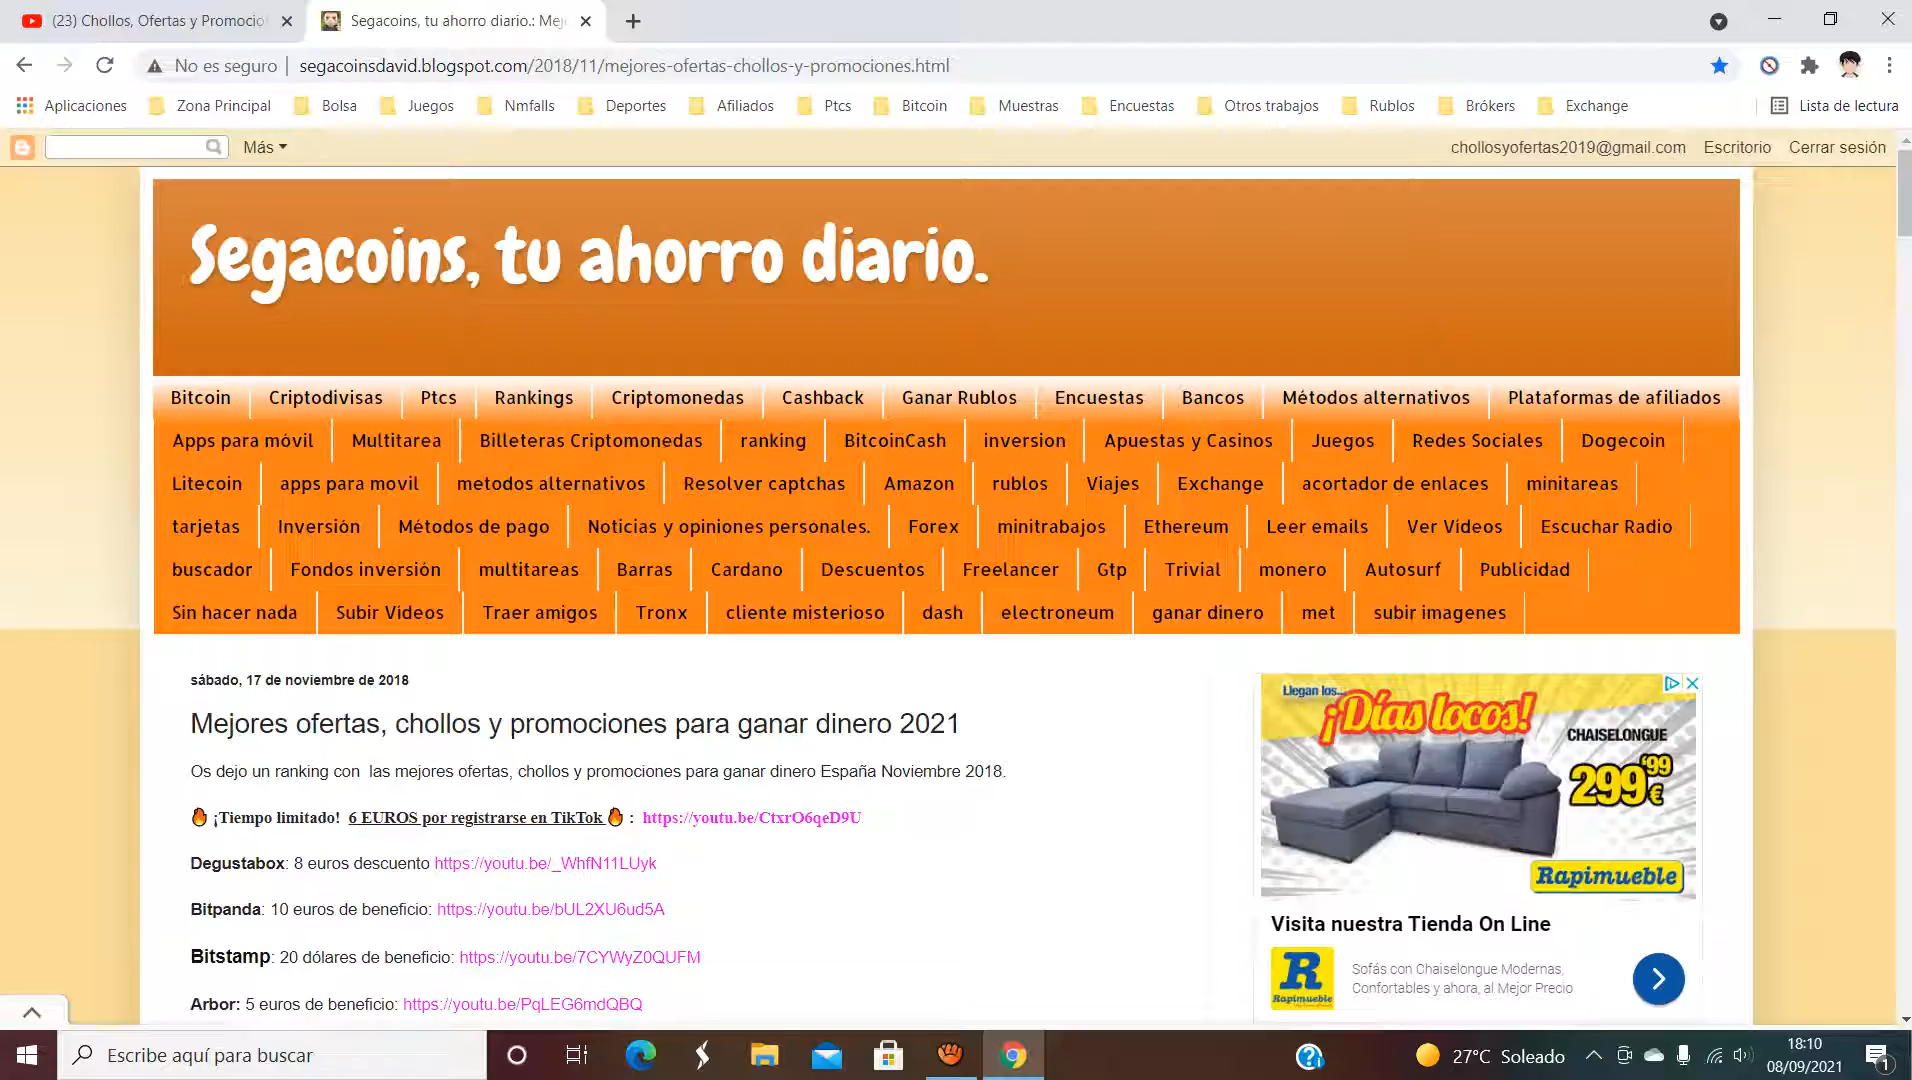 (23) Chollos, Ofertas y Promocio
Segacoins, tu ahorro diario.: Mej
No es seguro | segacoinsdavid.blogspot.com/2018/11/mejores-ofertas-chollos-y-promociones.html
Aplicaciones Zona Principal Bolsa Juegos Nmfalls Deportes Afiliados Ptcs Bitcoin Muestras Encuestas Otros trabajos Rublos Brókers Exchange Lista de lectura
Más chollosyofertas2019@gmail.com Escritorio Cerrar sesión
Segacoins, tu ahorro diario.
Bitcoin Criptodivisas Ptcs Rankings Criptomonedas Cashback Ganar Rublos Encuestas Bancos Métodos alternativos Plataformas de afiliados
Apps para móvil Multitarea Billeteras Criptomonedas ranking BitcoinCash inversion Apuestas y Casinos Juegos Redes Sociales Dogecoin
Litecoin apps para movil metodos alternativos Resolver captchas Amazon rublos Viajes Exchange acortador de enlaces minitareas
tarjetas Inversión Métodos de pago Noticias y opiniones personales. Forex minitrabajos Ethereum Leer emails Ver Vídeos Escuchar Radio
buscador Fondos inversión multitareas Barras Cardano Descuentos Freelancer Gtp Trivial monero Autosurf Publicidad
Sin hacer nada Subir Vídeos Traer amigos Tronx cliente misterioso dash electroneum ganar dinero met subir imagenes
sábado, 17 de noviembre de 2018
Mejores ofertas, chollos y promociones para ganar dinero 2021
Os dejo un ranking con las mejores ofertas, chollos y promociones para ganar dinero España Noviembre 2018.
🔥 ¡Tiempo limitado! 6 EUROS por registrarse en TikTok 🔥 : https://youtu.be/CtxrO6qeD9U
Degustabox: 8 euros descuento https://youtu.be/_WhfN11LUyk
Bitpanda: 10 euros de beneficio: https://youtu.be/bUL2XU6ud5A
Bitstamp: 20 dólares de beneficio: https://youtu.be/7CYWyZ0QUFM
Arbor: 5 euros de beneficio: https://youtu.be/PqLEG6mdQBQ
Llegan los...
¡Días locos!
CHAISELONGUE
299'99€
Rapimueble
Visita nuestra Tienda On Line
R
Rapimueble
Sofás con Chaiselongue Modernas,
Confortables y ahora, al Mejor Precio
Escribe aquí para buscar
27°C Soleado
18:10
08/09/2021
1